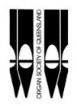 ORGAN SOCIETY OF QUEENSLAND